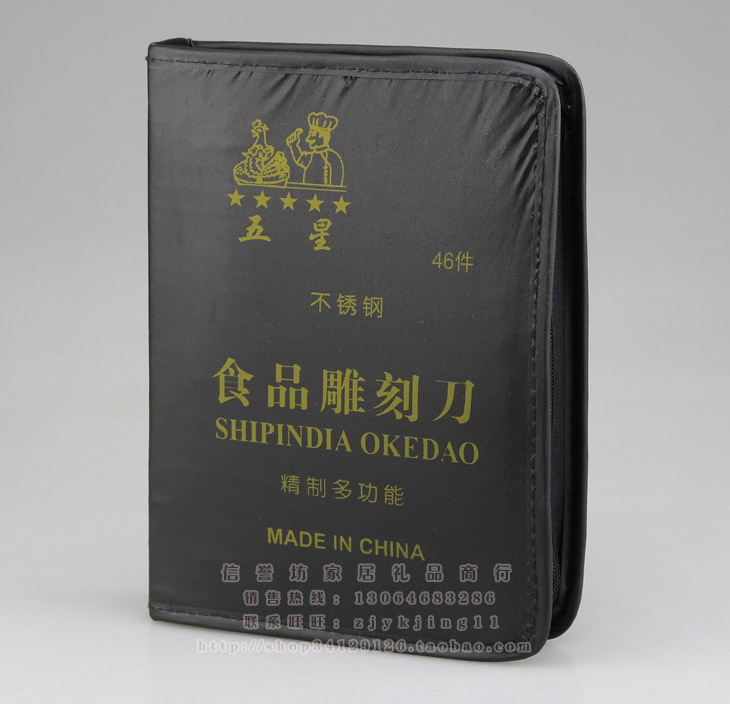 五星
46件
不锈钢
食品雕刻刀
SHIPINDIA OKEDAO
精制多功能
MADE IN CHINA
信誉坊家居礼品商行
销售热线：13064683286
联系旺旺：zjykjing11
http://shop34129126.taobao.com